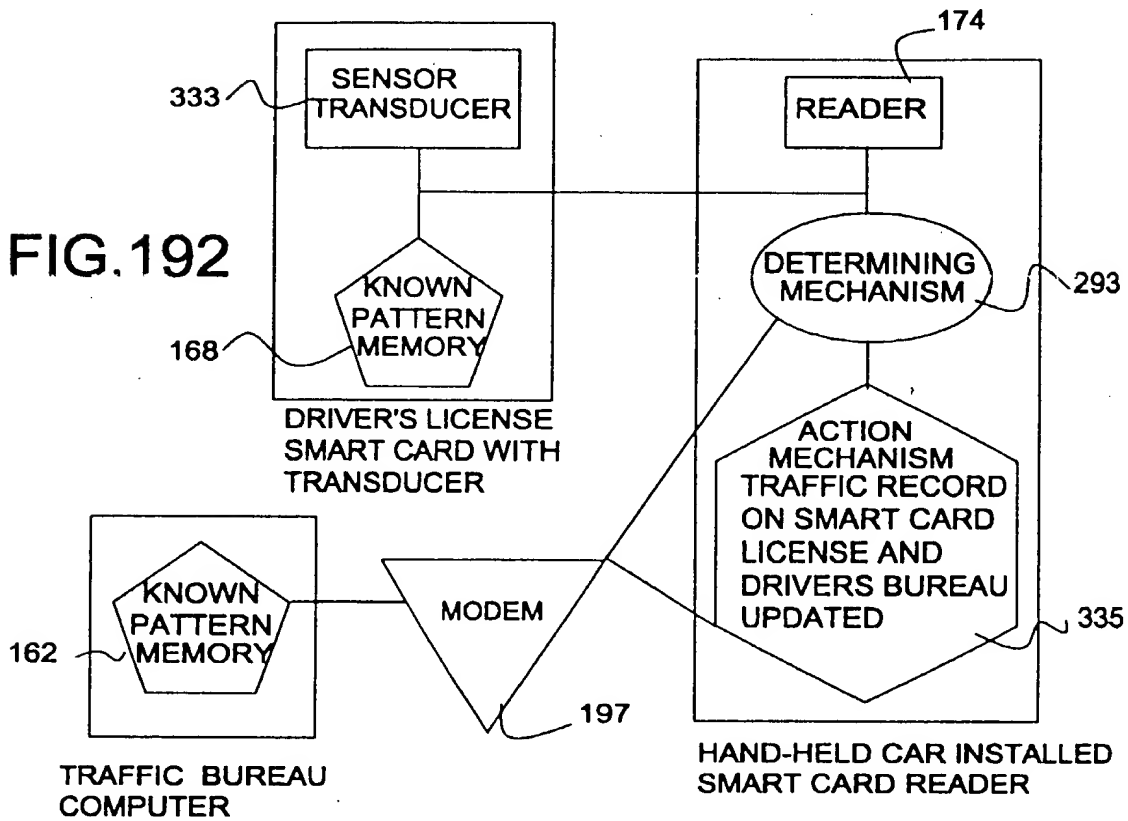 174
SENSOR
TRANSDUCER
333
READER
FIG.192
DETERMINING
MECHANISM
293
KNOWN
PATTERN
MEMORY
168
DRIVER'S LICENSE
SMART CARD WITH
TRANSDUCER
ACTION
MECHANISM
TRAFFIC RECORD
ON SMART CARD
LICENSE AND
DRIVERS BUREAU
UPDATED
335
KNOWN
PATTERN
MEMORY
162
MODEM
197
TRAFFIC BUREAU
COMPUTER
HAND-HELD CAR INSTALLED
SMART CARD READER